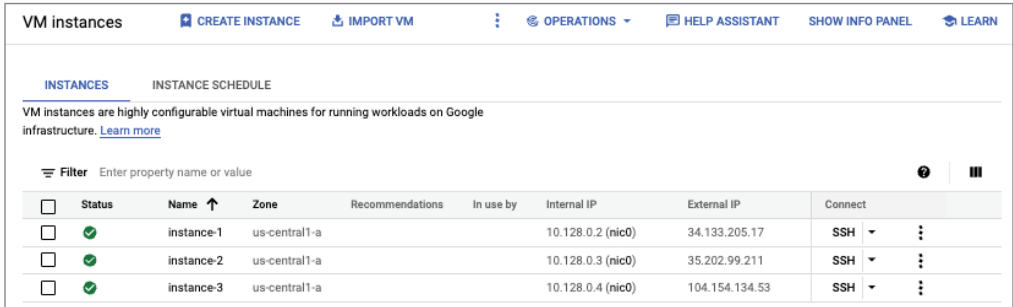 VM instances CREATE INSTANCE IMPORT VM OPERATIONS HELP ASSISTANT SHOW INFO PANEL LEARN
INSTANCES INSTANCE SCHEDULE
VM instances are highly configurable virtual machines for running workloads on Google
infrastructure. Learn more
Filter Enter property name or value
Status Name Zone Recommendations In use by Internal IP External IP Connect
instance-1 us-central1-a 10.128.0.2 (nic0) 34.133.205.17 SSH
instance-2 us-central1-a 10.128.0.3 (nic0) 35.202.99.211 SSH
instance-3 us-central1-a 10.128.0.4 (nic0) 104.154.134.53 SSH